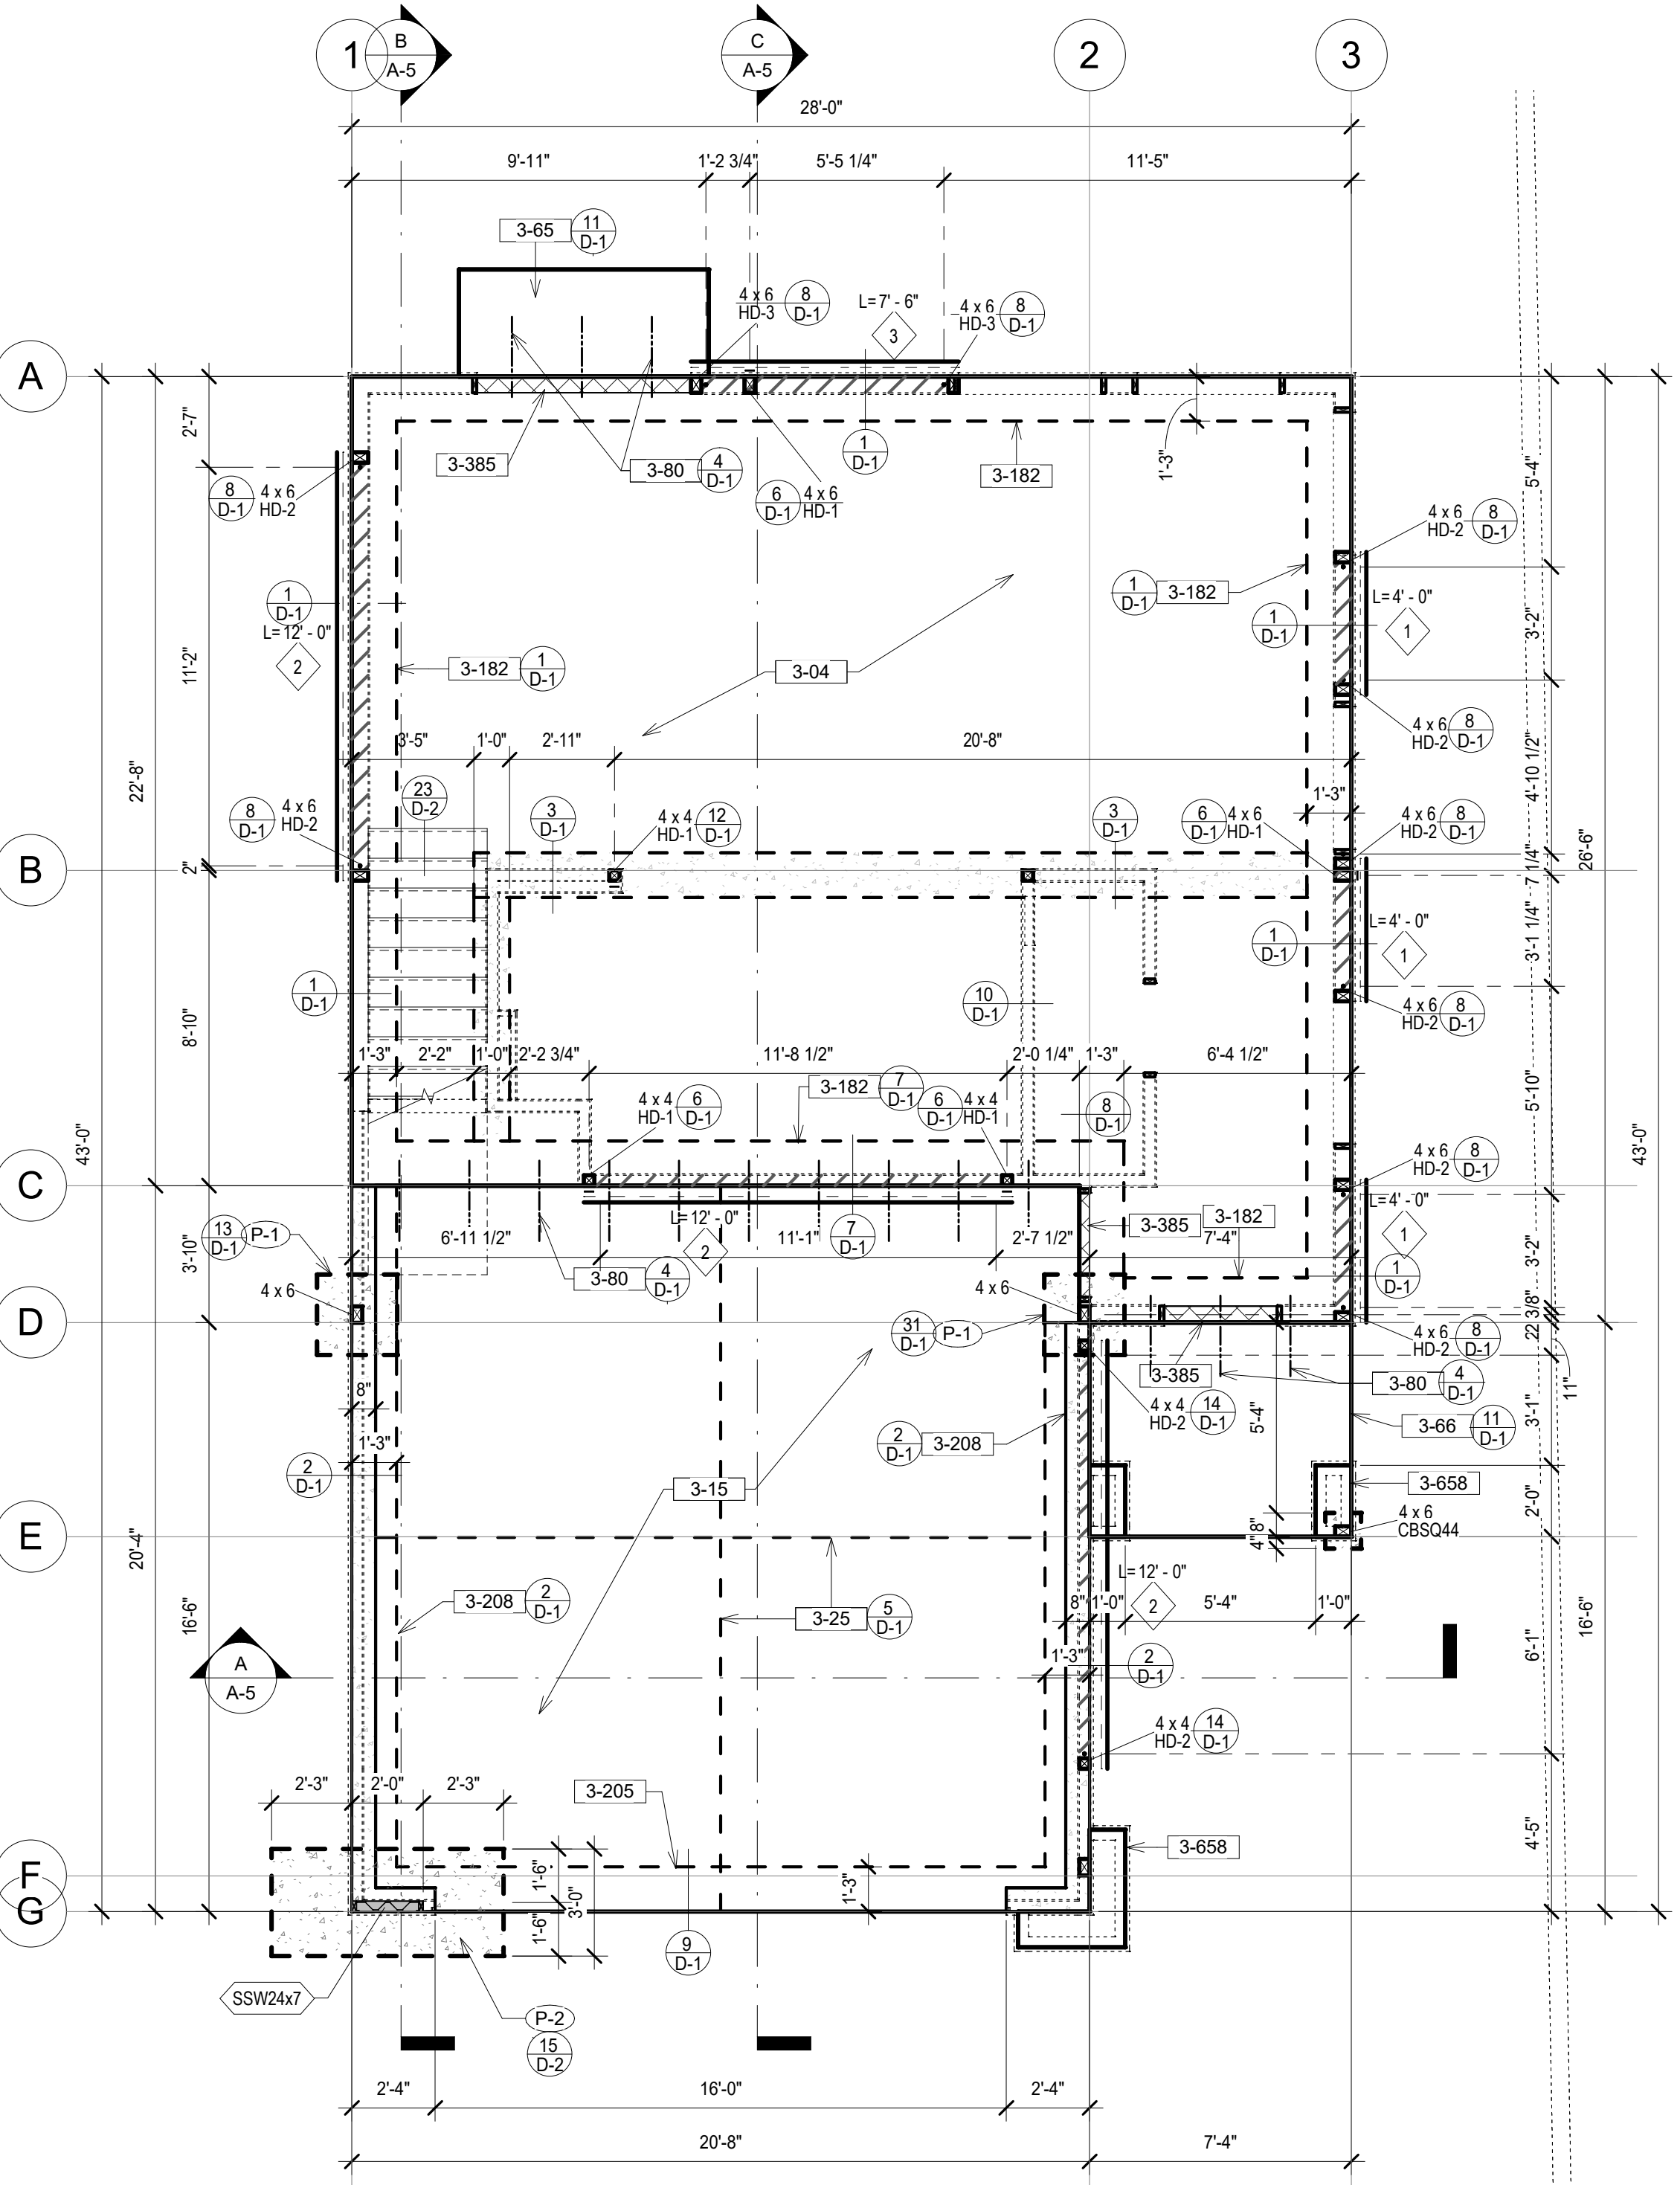 1
B
A-5
C
A-5
2
3
28'-0"
9'-11"
1'-2 3/4"
5'-5 1/4"
11'-5"
3-65
11
D-1
4 x 6
HD-3
8
D-1
L= 7' - 6"
3
4 x 6
HD-3
8
D-1
A
2'-7"
3-385
3-80
4
D-1
1
D-1
3-182
1'-3"
5'-4"
8
D-1
4 x 6
HD-2
6
D-1
4 x 6
HD-1
4 x 6
HD-2
8
D-1
1
D-1
L= 12' - 0"
2
11'-2"
3-182
1
D-1
3-04
1
D-1
3-182
1
D-1
L= 4' - 0"
1
3'-2"
4 x 6
HD-2
8
D-1
22'-8"
3'-5"
1'-0"
2'-11"
20'-8"
4'-10 1/2"
1'-3"
23
D-2
8
D-1
4 x 6
HD-2
3
D-1
4 x 4
HD-1
12
D-1
3
D-1
6
D-1
4 x 6
HD-1
4 x 6
HD-2
8
D-1
26'-6"
B
2"
7 1/4"
L= 4' - 0"
1
1
D-1
3'-1 1/4"
1
D-1
10
D-1
4 x 6
HD-2
8
D-1
8'-10"
1'-3"
2'-2"
1'-0"
2'-2 3/4"
11'-8 1/2"
2'-0 1/4"
1'-3"
6'-4 1/2"
5'-10"
3-182
7
D-1
4 x 4
HD-1
6
D-1
6
D-1
4 x 4
HD-1
8
D-1
43'-0"
43'-0"
4 x 6
HD-2
8
D-1
C
L= 4' - 0"
1
L= 12' - 0"
2
13
D-1
P-1
6'-11 1/2"
11'-1"
7
D-1
2'-7 1/2"
3-385
3-182
7'-4"
3'-10"
3'-2"
3-80
4
D-1
4 x 6
4 x 6
1
D-1
D
31
D-1
P-1
4 x 6
HD-2
8
D-1
22 3/8"
3-385
3-80
4
D-1
11"
8"
4 x 4
HD-2
14
D-1
5'-4"
3'-1"
3-66
11
D-1
1'-3"
2
D-1
2
D-1
3-208
3-15
3-658
4 x 6
CBSQ44
2'-0"
E
8"
4"
20'-4"
16'-6"
3-208
2
D-1
3-25
5
D-1
L= 12' - 0"
2
8"
1'-0"
5'-4"
1'-0"
16'-6"
6'-1"
A
A-5
1'-3"
2
D-1
4 x 4
HD-2
14
D-1
2'-3"
2'-0"
2'-3"
3-205
3-658
4'-5"
F
G
1'-6"
1'-6"
3'-0"
1'-3"
9
D-1
SSW24x7
P-2
15
D-2
2'-4"
16'-0"
2'-4"
20'-8"
7'-4"